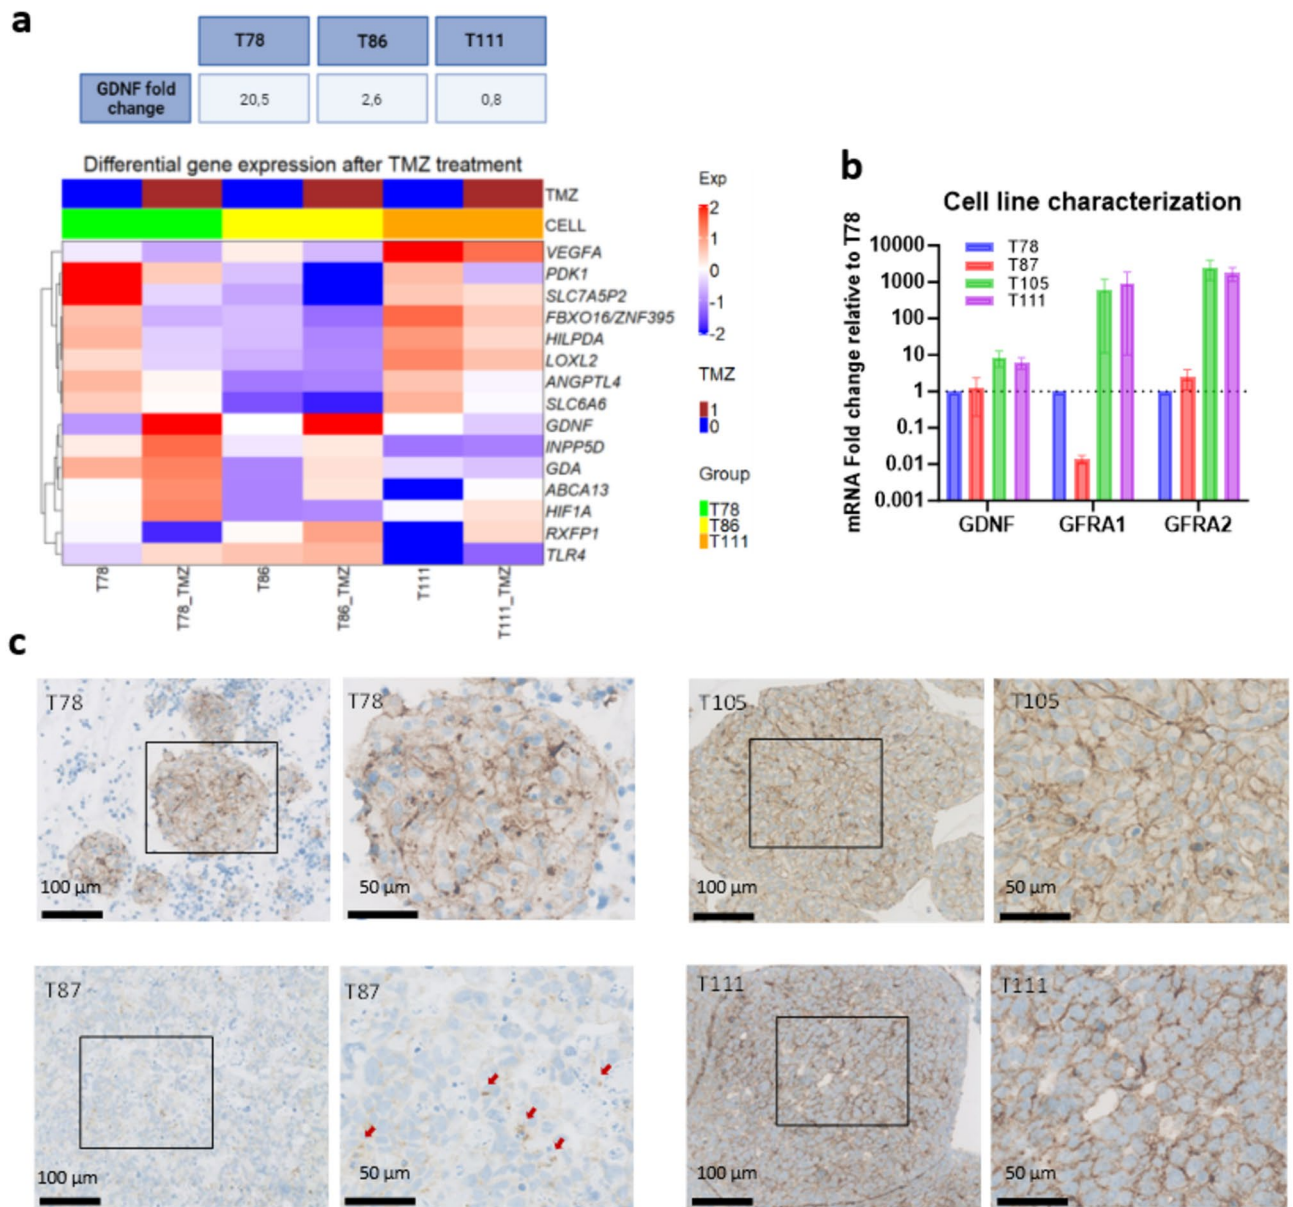 a
T78 T86 T111
GDNF fold
change
20,5 2,6 0,8
Differential gene expression after TMZ treatment
TMZ
CELL
VEGFA
PDK1
SLC7A5P2
FBXO16/ZNF395
HILPDA
LOXL2
ANGPTL4
SLC6A6
GDNF
INPP5D
GDA
ABCA13
HIF1A
RXFP1
TLR4
T78
T78_TMZ
T86
T86_TMZ
T111
T111_TMZ
Exp
2
1
0
-1
-2
TMZ
1
0
Group
T78
T86
T111
b
Cell line characterization
mRNA Fold change relative to T78
10000
1000
100
10
1
0.1
0.01
0.001
T78
T87
T105
T111
GDNF GFRA1 GFRA2
c
T78
100 µm
T78
50 µm
T105
100 µm
T105
50 µm
T87
100 µm
T87
50 µm
T111
100 µm
T111
50 µm